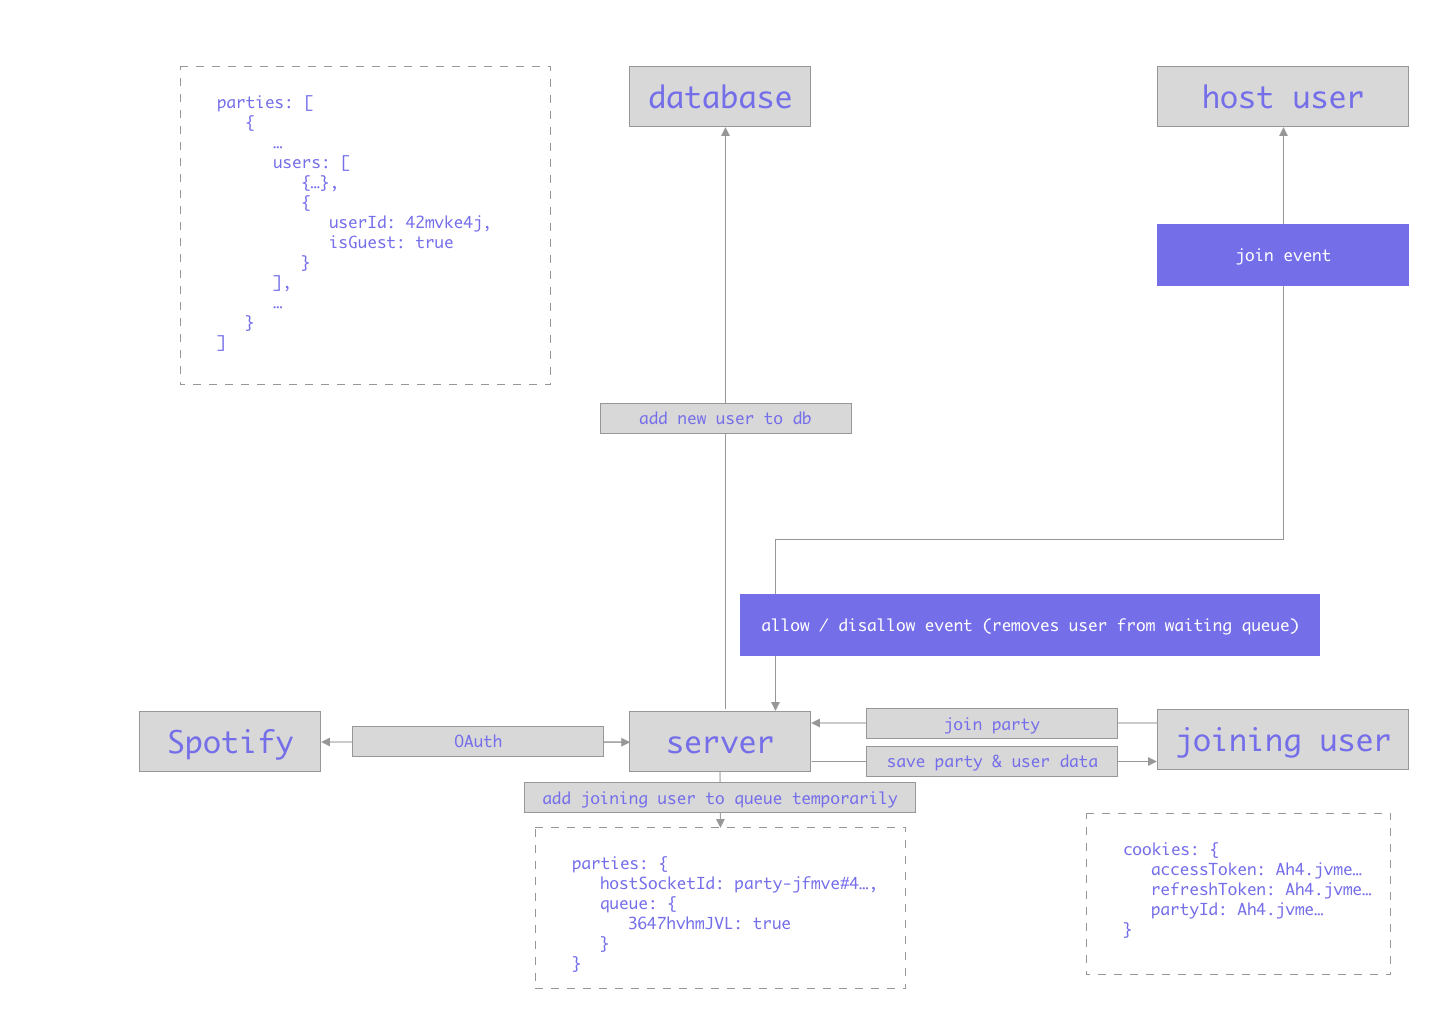 database
host user
parties: [
{
…
users: [
{…},
{
userId: 42mvke4j,
isGuest: true
}
],
…
}
]
join event
add new user to db
allow / disallow event (removes user from waiting queue)
Spotify
OAuth
server
join party
save party & user data
joining user
add joining user to queue temporarily
parties: {
hostSocketId: party-jfmve#4…,
queue: {
3647hvhmJVL: true
}
}
cookies: {
accessToken: Ah4.jvme…
refreshToken: Ah4.jvme…
partyId: Ah4.jvme…
}